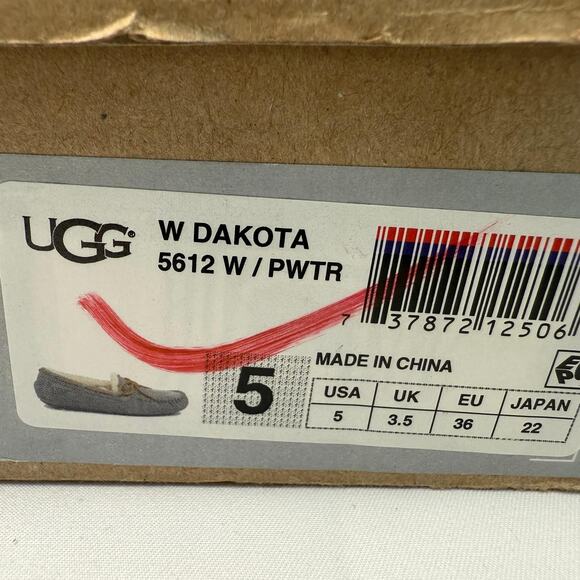 UGG®
W DAKOTA
5612 W / PWTR
7 37872 12506
MADE IN CHINA
5
USA UK EU JAPAN
5 3.5 36 22